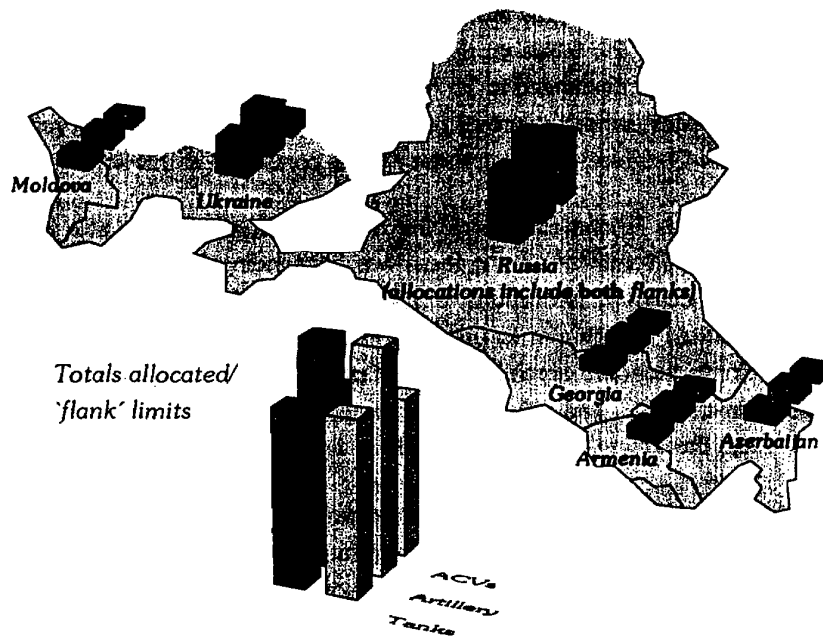 Moldova
Ukraine
Russia
(allocations include both flanks)
Totals allocated/
`flank´ limits
Georgia
Armenia
Azerbaijan
ACVs
Artillery
Tanks